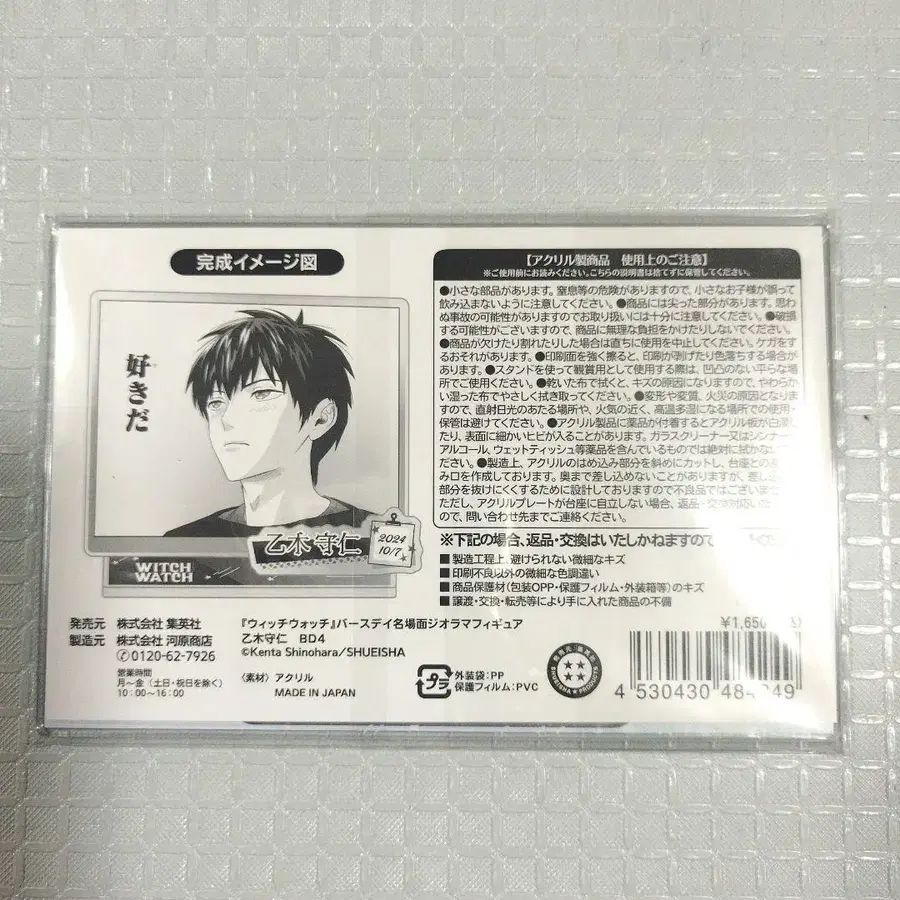 完成イメージ図
好きだ
乙木守仁
2024
10/7
WITCH
WATCH
【アクリル製商品 使用上のご注意】
※ご使用前にお読みください。こちらの説明書は捨てずに保管してください。
●小さな部品があります。窒息等の危険がありますので、小さなお子様が誤って
飲み込まないように注意してください。●商品には尖った部分があります。思わ
ぬ事故の可能性がありますのでお取り扱いには十分に注意してください。●破損
する可能性がございますので、商品に無理な負担をかけたりしないでください。
●商品が欠けたり割れたりした場合は直ちに使用を中止してください。ケガをす
るおそれがあります。●印刷面を強く擦ると、印刷が剥げたり色落ちする場合が
あります。●スタンドを使って観賞用として使用する際は、凹凸のない平らな場
所でご使用ください。●乾いた布で拭くと、キズの原因になりますので、やわらか
い湿った布でやさしく拭き取ってください。●変形や変質、火災の原因となりま
すので、直射日光のあたる場所や、火気の近く、高温多湿になる場所での使用・
保管は避けてください。●アクリル製品に薬品が付着するとアクリル板が白濁し
たり、表面に細かいヒビが入ることがあります。ガラスクリーナー又はシンナー
アルコール、ウェットティッシュ等薬品を含んでいるものでは絶対に拭かな
ださい。●製造上、アクリルのはめ込み部分を斜めにカットし、台座との
み口を作成しております。奥まで差し込めないことがありますが、差し
部分を抜けにくくするために設計しており不良品ではございませ
ただし、アクリルプレートが台座に自立しない場合、返品・交換対応いた
ので、問い合わせ先までご連絡ください。
※下記の場合、返品・交換はいたしかねますので
■製造工程上、避けられない微細なキズ
■印刷不良以外の微細な色調違い
■商品保護材(包装OPP・保護フィルム・外装箱等)のキズ
■譲渡・交換・転売等により手に入れた商品の不備
発売元 株式会社 集英社
製造元 株式会社 河原商店
0120-62-7926
営業時間
月~金(土日・祝日を除く)
10:00~16:00
『ウィッチウォッチ』バースデイ名場面ジオラマフィギュア
乙木守仁 BD4
©Kenta Shinohara/SHUEISHA
〈素材〉アクリル
MADE IN JAPAN
プラ
外装袋:PP
保護フィルム:PVC
発売元 集英社
SHUEISHA PRODUCT
¥1,650
4 530430 484249